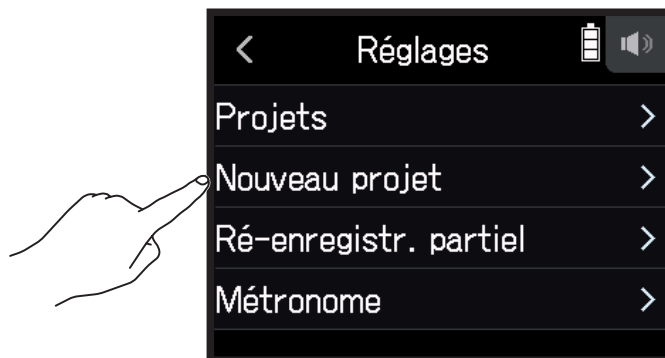 Réglages
Projets
Nouveau projet
Ré-enregistr. partiel
Métronome